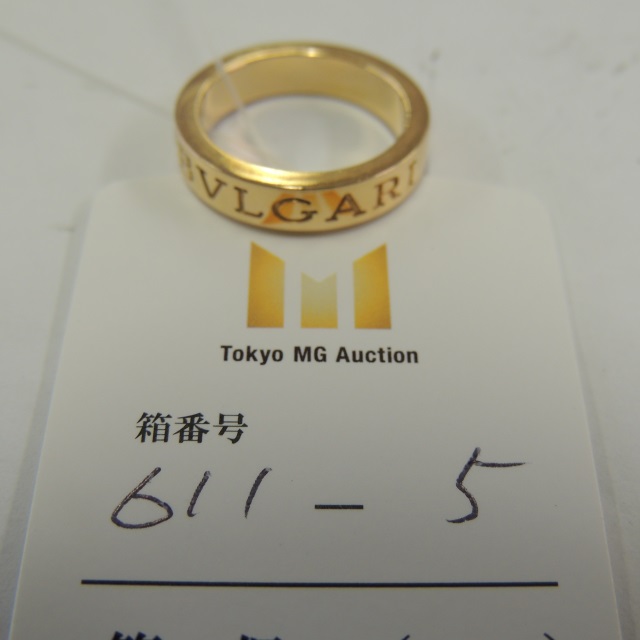 BVLGARI
Tokyo MG Auction
箱番号
611 - 5